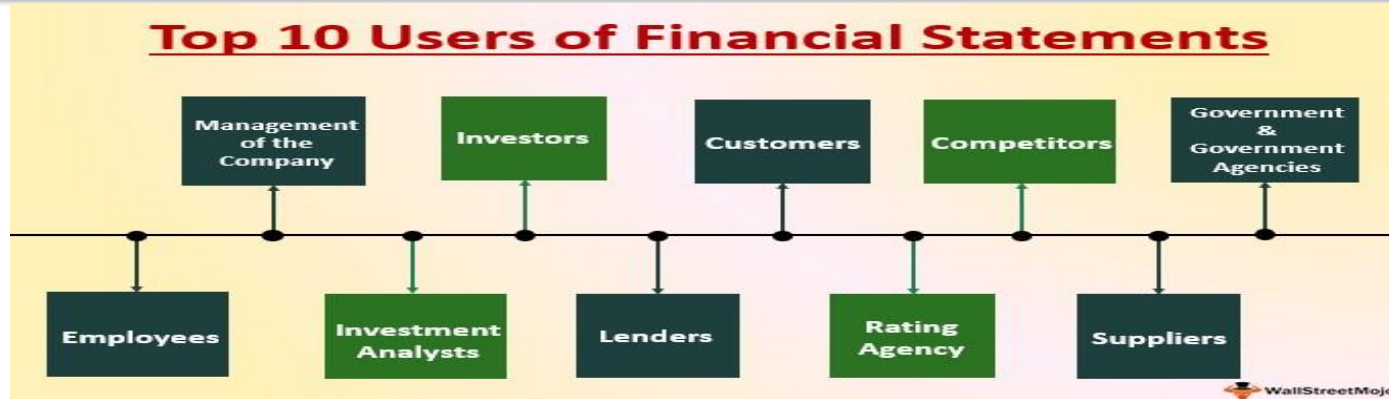 Top 10 Users of Financial Statements
Management
of the
Company
Investors
Customers
Competitors
Government
&
Government
Agencies
Employees
Investment
Analysts
Lenders
Rating
Agency
Suppliers
WallStreetMojo